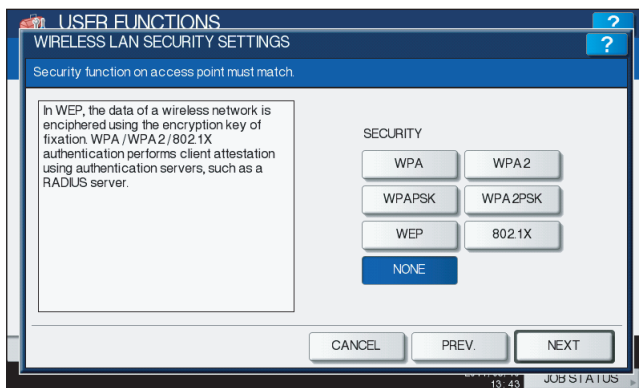 USER FUNCTIONS
?
WIRELESS LAN SECURITY SETTINGS
?
Security function on access point must match.
In WEP, the data of a wireless network is
enciphered using the encryption key of
fixation. WPA/WPA2/802.1X
authentication performs client attestation
using authentication servers, such as a
RADIUS server.
SECURITY
WPA WPA2
WPAPSK WPA2PSK
WEP 802.1X
NONE
CANCEL PREV. NEXT
13:43 JOB STATUS